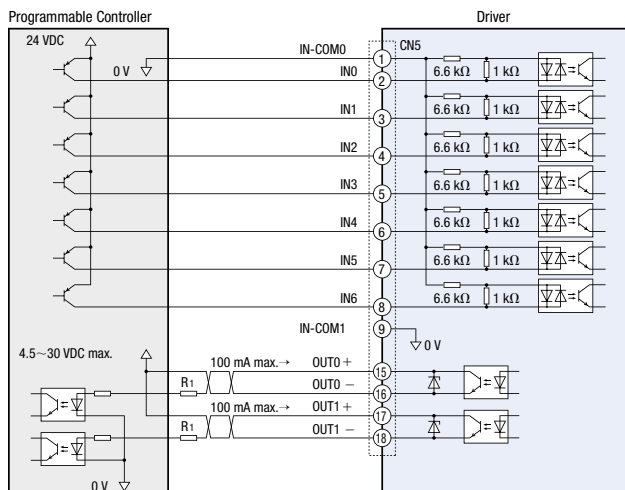 Programmable Controller
Driver
24 VDC
IN-COM0
CN5
0 V
1
6.6 kΩ
1 kΩ
IN0
2
IN1
3
6.6 kΩ
1 kΩ
IN2
4
6.6 kΩ
1 kΩ
IN3
5
6.6 kΩ
1 kΩ
IN4
6
6.6 kΩ
1 kΩ
IN5
7
6.6 kΩ
1 kΩ
IN6
8
6.6 kΩ
1 kΩ
IN-COM1
9
0 V
4.5~30 VDC max.
100 mA max.→
OUT0 +
15
R1
OUT0 −
16
100 mA max.→
OUT1 +
17
R1
OUT1 −
18
0 V